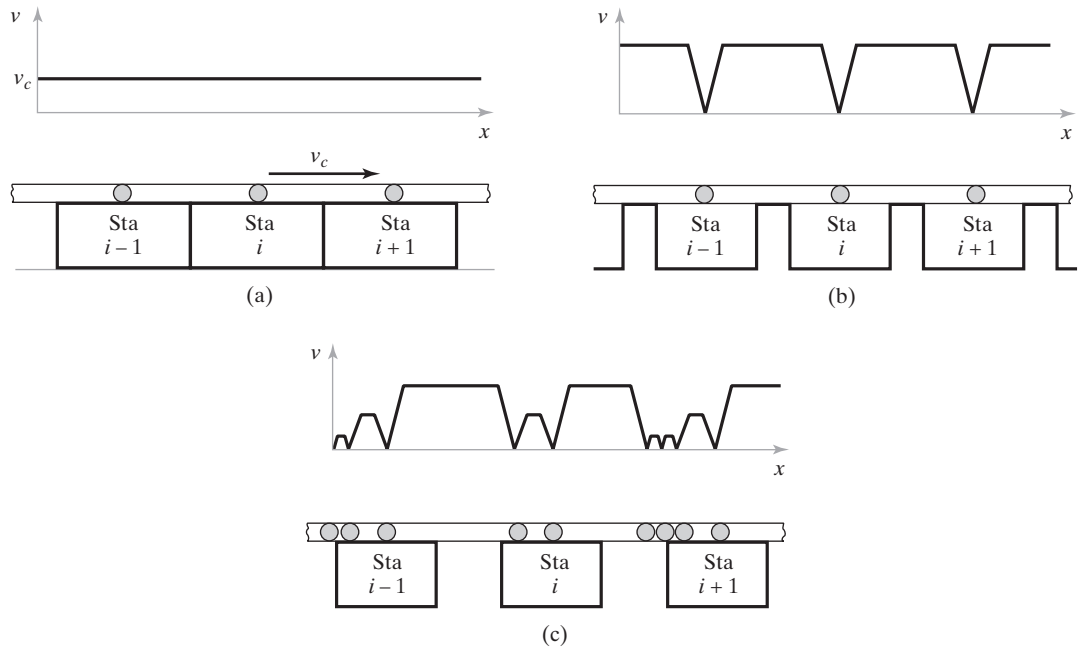 v
v_c
x
v_c
Sta
i – 1
Sta
i
Sta
i + 1
(a)
v
x
Sta
i – 1
Sta
i
Sta
i + 1
(b)
v
x
Sta
i – 1
Sta
i
Sta
i + 1
(c)